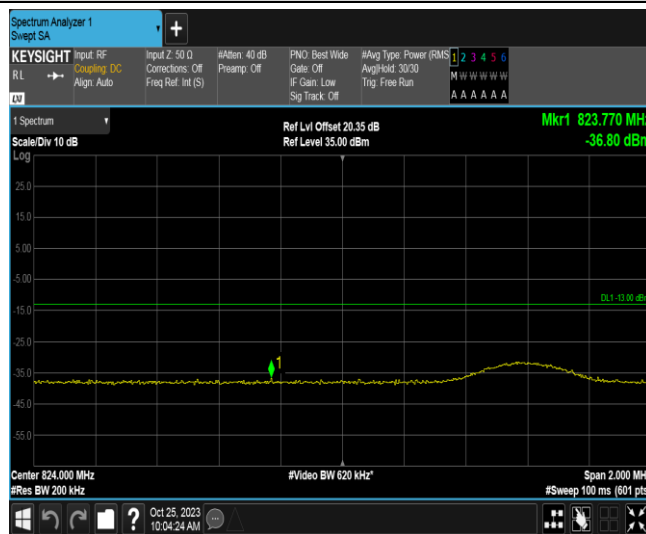 Spectrum Analyzer 1
Swept SA
+
KEYSIGHT Input: RF Input Z: 50 Ω #Atten: 40 dB PNO: Best Wide #Avg Type: Power (RMS 1 2 3 4 5 6
RL Coupling: DC Corrections: Off Preamp: Off Gate: Off Avg|Hold: 30/30 M W W W W W
Align: Auto Freq Ref: Int (S) IF Gain: Low Trig: Free Run
Sig Track: Off A A A A A A
LXI
1 Spectrum Ref Lvl Offset 20.35 dB Mkr1 823.770 MHz
Scale/Div 10 dB Ref Level 35.00 dBm -36.80 dBm
Log
25.0
15.0
5.00
-5.00
DL1 -13.00 dBm
-15.0
-25.0
1
-35.0
-45.0
-55.0
Center 824.000 MHz #Video BW 620 kHz* Span 2.000 MHz
#Res BW 200 kHz #Sweep 100 ms (601 pts
? Oct 25, 2023
10:04:24 AM